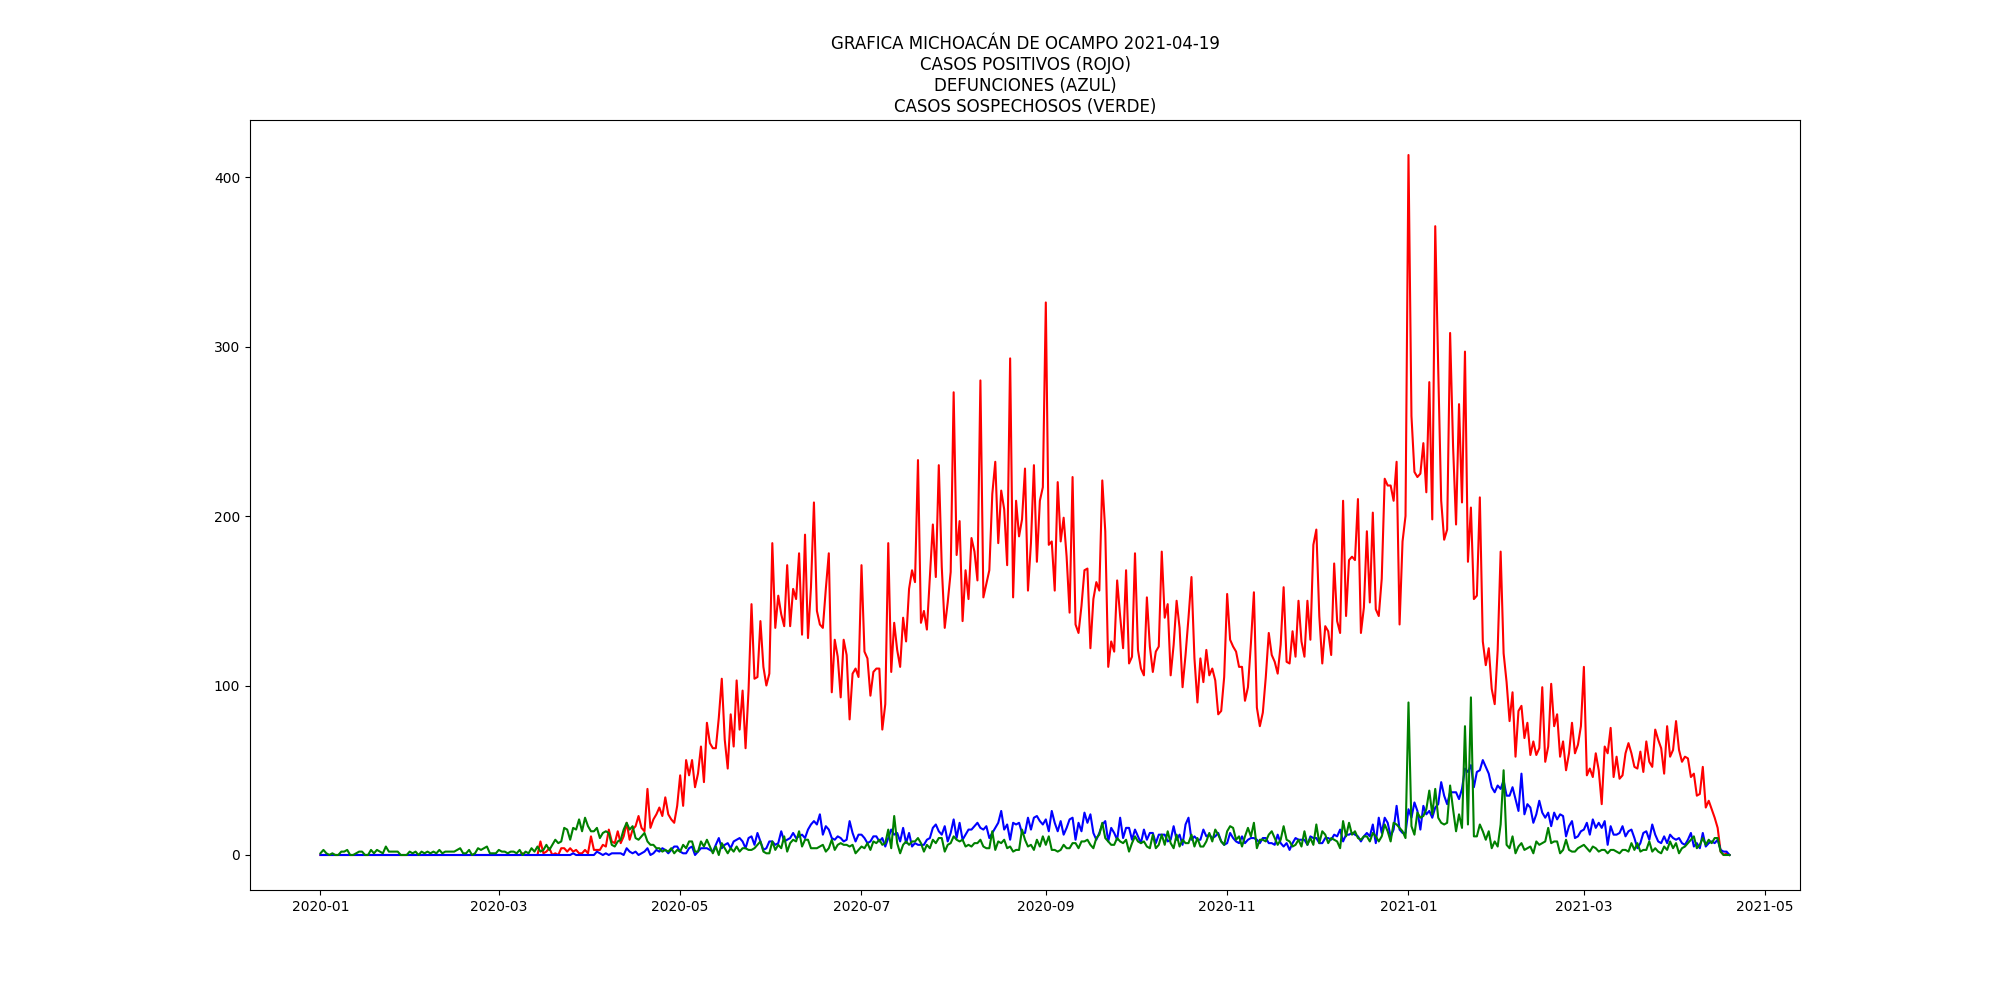 GRAFICA MICHOACÁN DE OCAMPO 2021-04-19
CASOS POSITIVOS (ROJO)
DEFUNCIONES (AZUL)
CASOS SOSPECHOSOS (VERDE)
400
300
200
100
0
2020-01 2020-03 2020-05 2020-07 2020-09 2020-11 2021-01 2021-03 2021-05